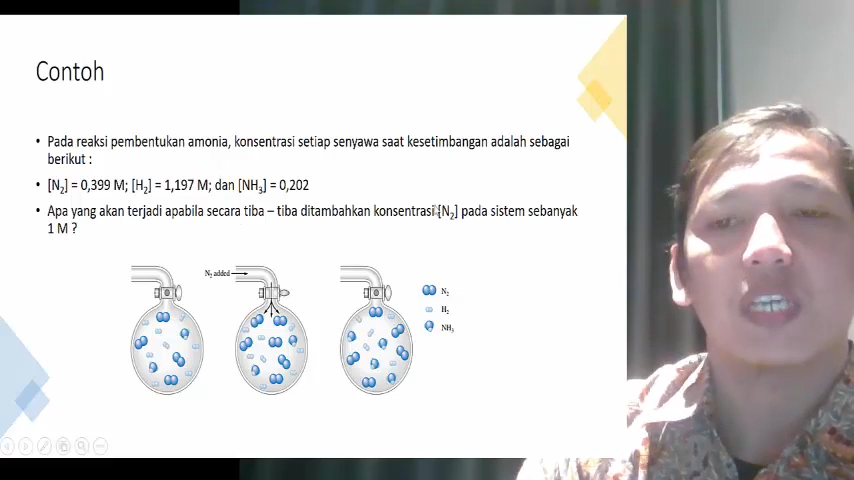 Contoh
• Pada reaksi pembentukan amonia, konsentrasi setiap senyawa saat kesetimbangan adalah sebagai
berikut :
• [N₂] = 0,399 M; [H₂] = 1,197 M; dan [NH₃] = 0,202
• Apa yang akan terjadi apabila secara tiba – tiba ditambahkan konsentrasi [N₂] pada sistem sebanyak
1 M ?
N₂ added
N₂
H₂
NH₃